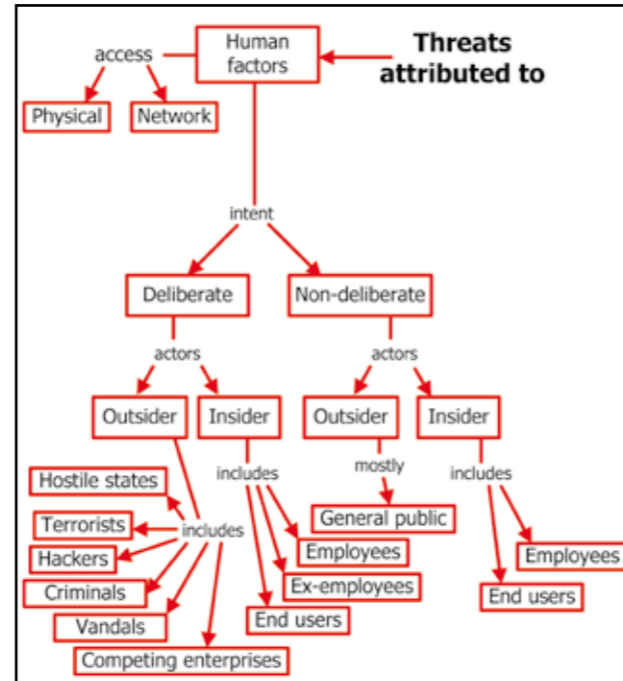 Threats
attributed to
Human
factors
access
Physical
Network
intent
Deliberate
Non-deliberate
actors
actors
Outsider
Insider
Outsider
Insider
includes
mostly
includes
Hostile states
General public
Terrorists
includes
Hackers
Employees
Employees
Criminals
Ex-employees
End users
Vandals
End users
Competing enterprises